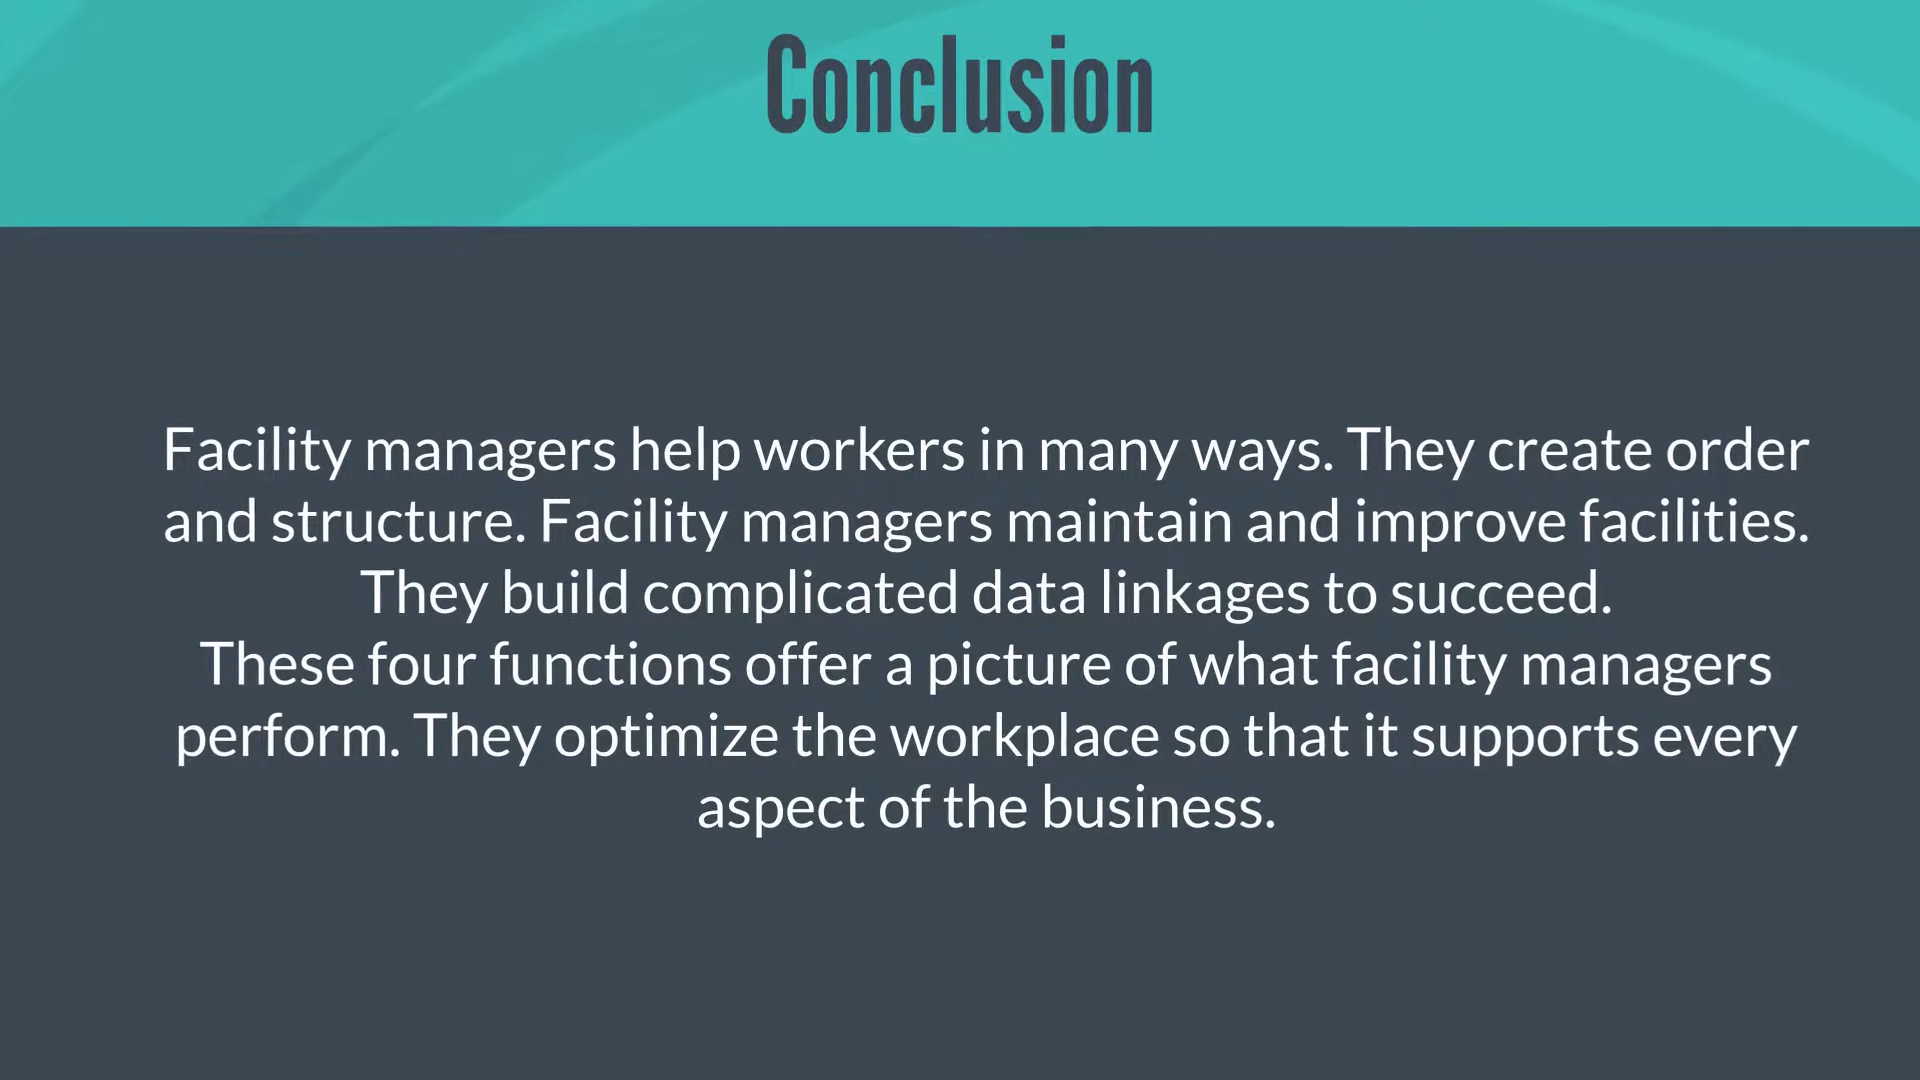 Conclusion
Facility managers help workers in many ways. They create order
and structure. Facility managers maintain and improve facilities.
They build complicated data linkages to succeed.
These four functions offer a picture of what facility managers
perform. They optimize the workplace so that it supports every
aspect of the business.